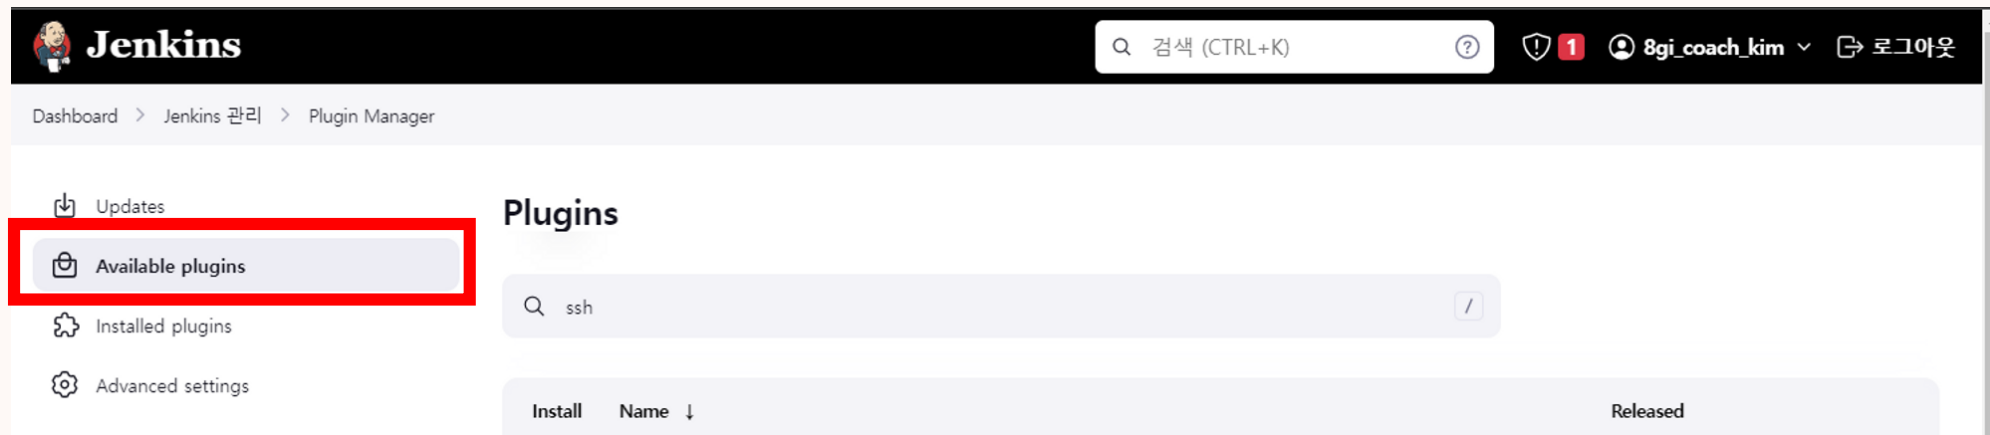 Jenkins
검색 (CTRL+K)
1
8gi_coach_kim
로그아웃
Dashboard > Jenkins 관리 > Plugin Manager
Updates
Available plugins
Installed plugins
Advanced settings
Plugins
ssh /
Install Name ↓ Released